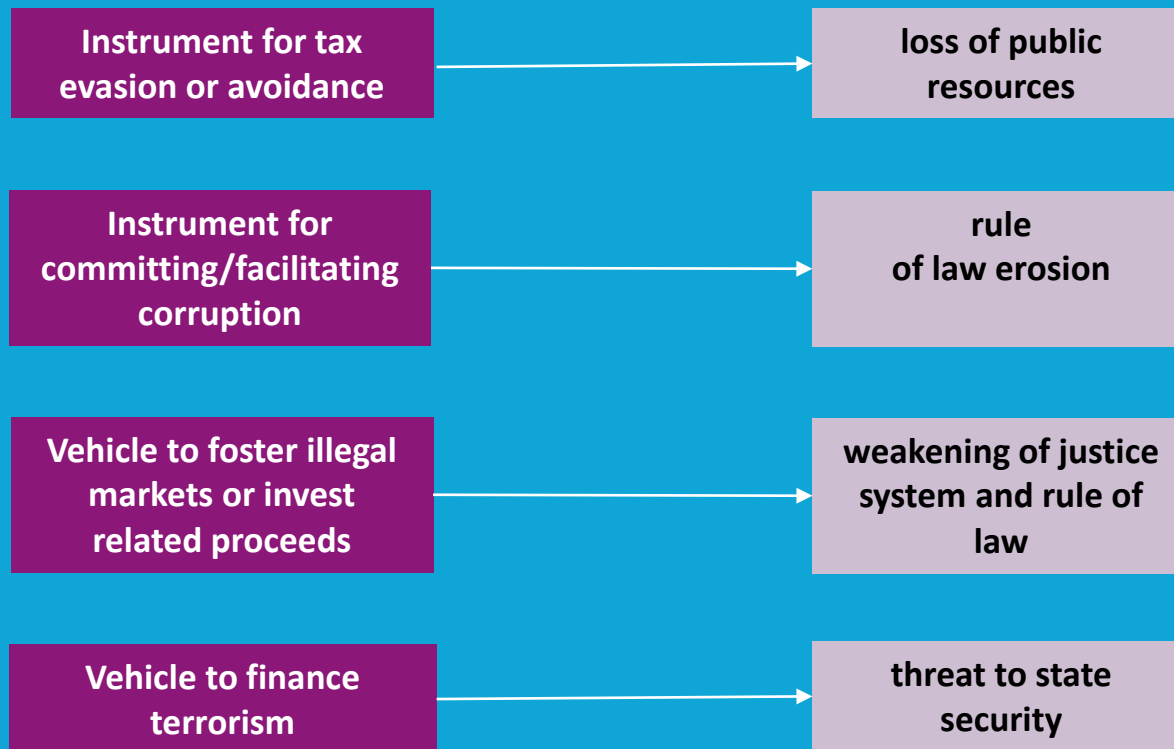 Instrument for tax
evasion or avoidance
loss of public
resources
Instrument for
committing/facilitating
corruption
rule
of law erosion
Vehicle to foster illegal
markets or invest
related proceeds
weakening of justice
system and rule of
law
Vehicle to finance
terrorism
threat to state
security